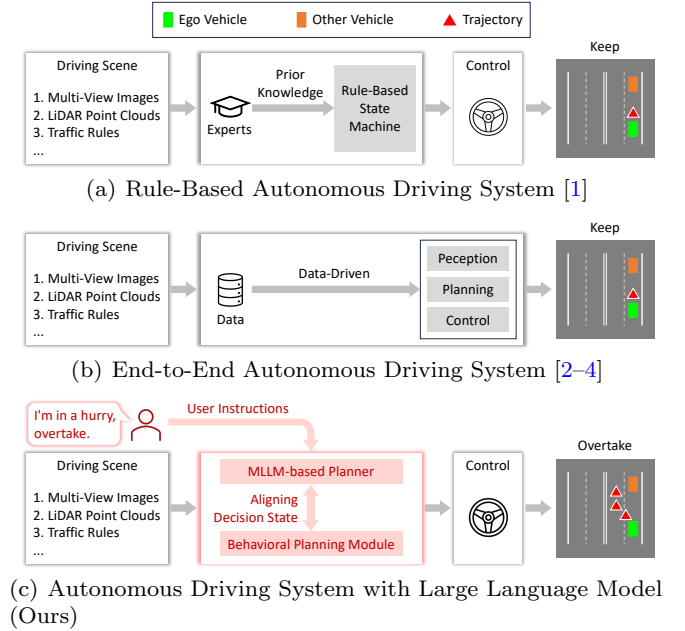 Ego Vehicle
Other Vehicle
Trajectory
Driving Scene
1. Multi-View Images
2. LiDAR Point Clouds
3. Traffic Rules
...
Experts
Prior
Knowledge
Rule-Based
State
Machine
Control
Keep
(a) Rule-Based Autonomous Driving System [1]
Driving Scene
1. Multi-View Images
2. LiDAR Point Clouds
3. Traffic Rules
...
Data
Data-Driven
Peception
Planning
Control
Keep
(b) End-to-End Autonomous Driving System [2–4]
I'm in a hurry,
overtake.
User Instructions
Driving Scene
1. Multi-View Images
2. LiDAR Point Clouds
3. Traffic Rules
...
MLLM-based Planner
Aligning
Decision State
Behavioral Planning Module
Control
Overtake
(c) Autonomous Driving System with Large Language Model
(Ours)